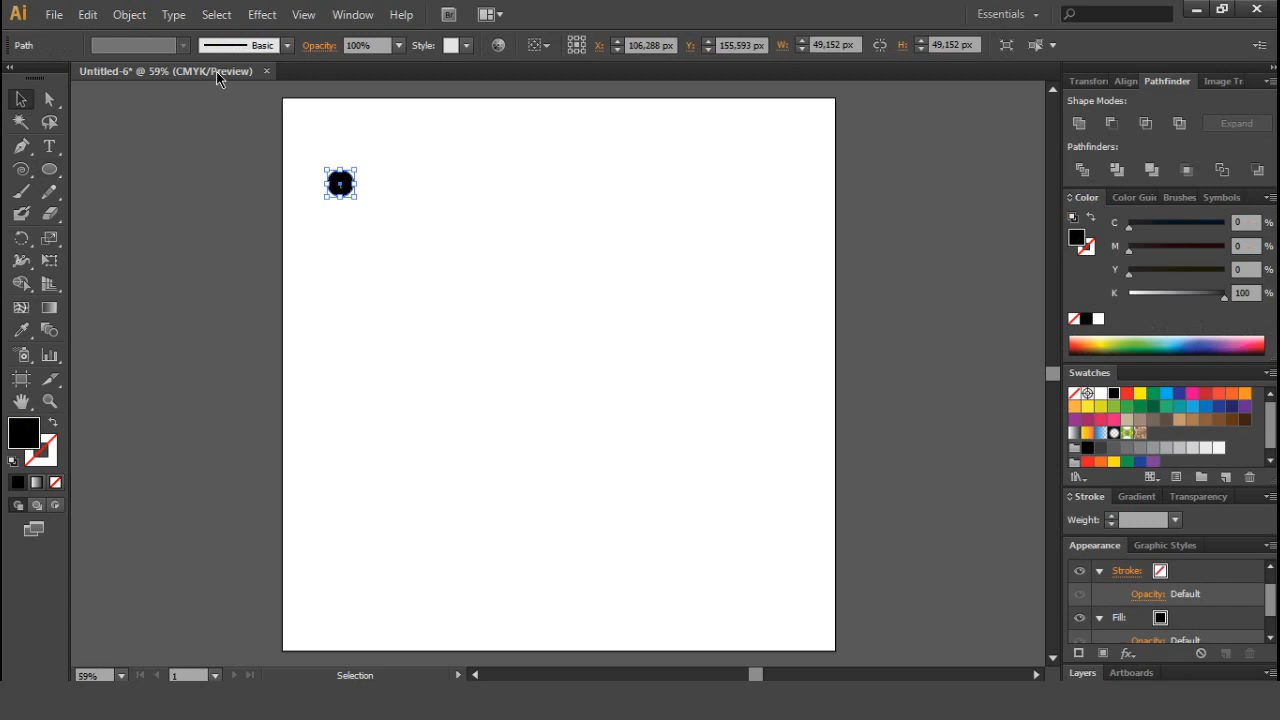 Ai File Edit Object Type Select Effect View Window Help Br Essentials
Path Basic Opacity: 100% Style: X: 106,288 px Y: 155,593 px W: 49,152 px H: 49,152 px
Untitled-6* @ 59% (CMYK/Preview) ×
Transform Align Pathfinder Image Tr
Shape Modes:
Expand
Pathfinders:
Color Color Guid Brushes Symbols
C 0 %
M 0 %
Y 0 %
K 100 %
Swatches
Stroke Gradient Transparency
Weight:
Appearance Graphic Styles
Stroke:
Opacity: Default
Fill:
Opacity: Default
fx
Layers Artboards
59% 1 Selection